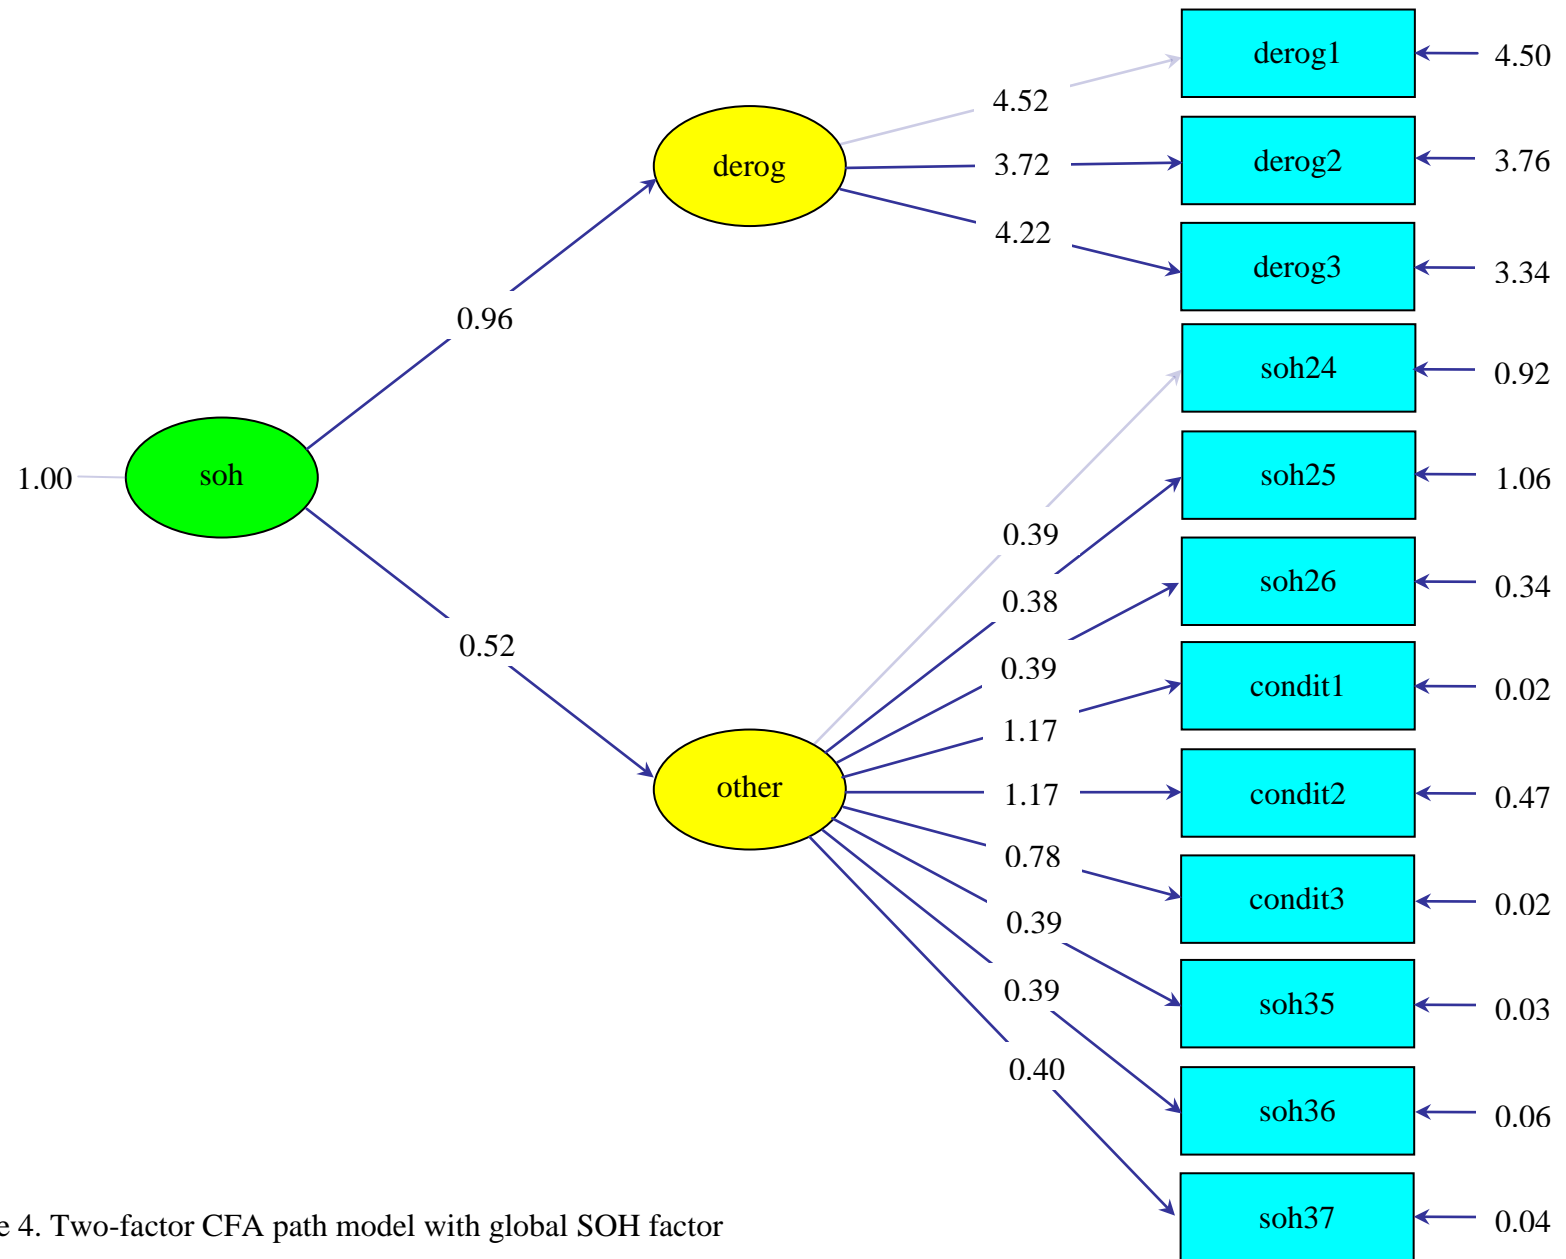 derog1
4.50
4.52
derog2
3.76
derog
3.72
4.22
derog3
3.34
0.96
soh24
0.92
soh
1.00
soh25
1.06
0.39
soh26
0.34
0.38
0.52
0.39
condit1
0.02
1.17
other
1.17
condit2
0.47
0.78
condit3
0.02
0.39
0.39
soh35
0.03
0.40
soh36
0.06
soh37
0.04
e 4. Two-factor CFA path model with global SOH factor